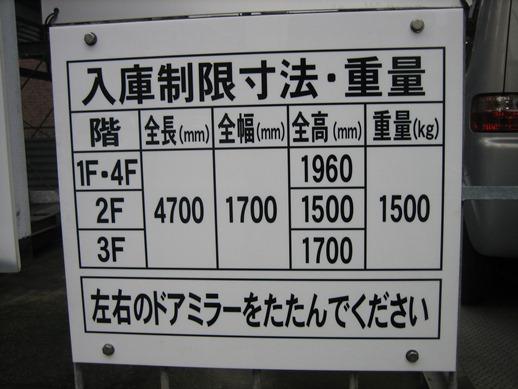 入庫制限寸法・重量
階 全長(mm) 全幅(mm) 全高(mm) 重量(kg)
1F・4F 1960
2F 4700 1700 1500 1500
3F 1700
左右のドアミラーをたたんでください